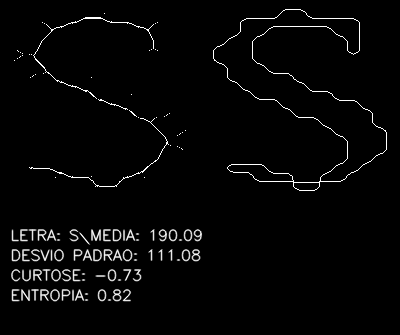 S S
LETRA: S\MEDIA: 190.09
DESVIO PADRAO: 111.08
CURTOSE: -0.73
ENTROPIA: 0.82